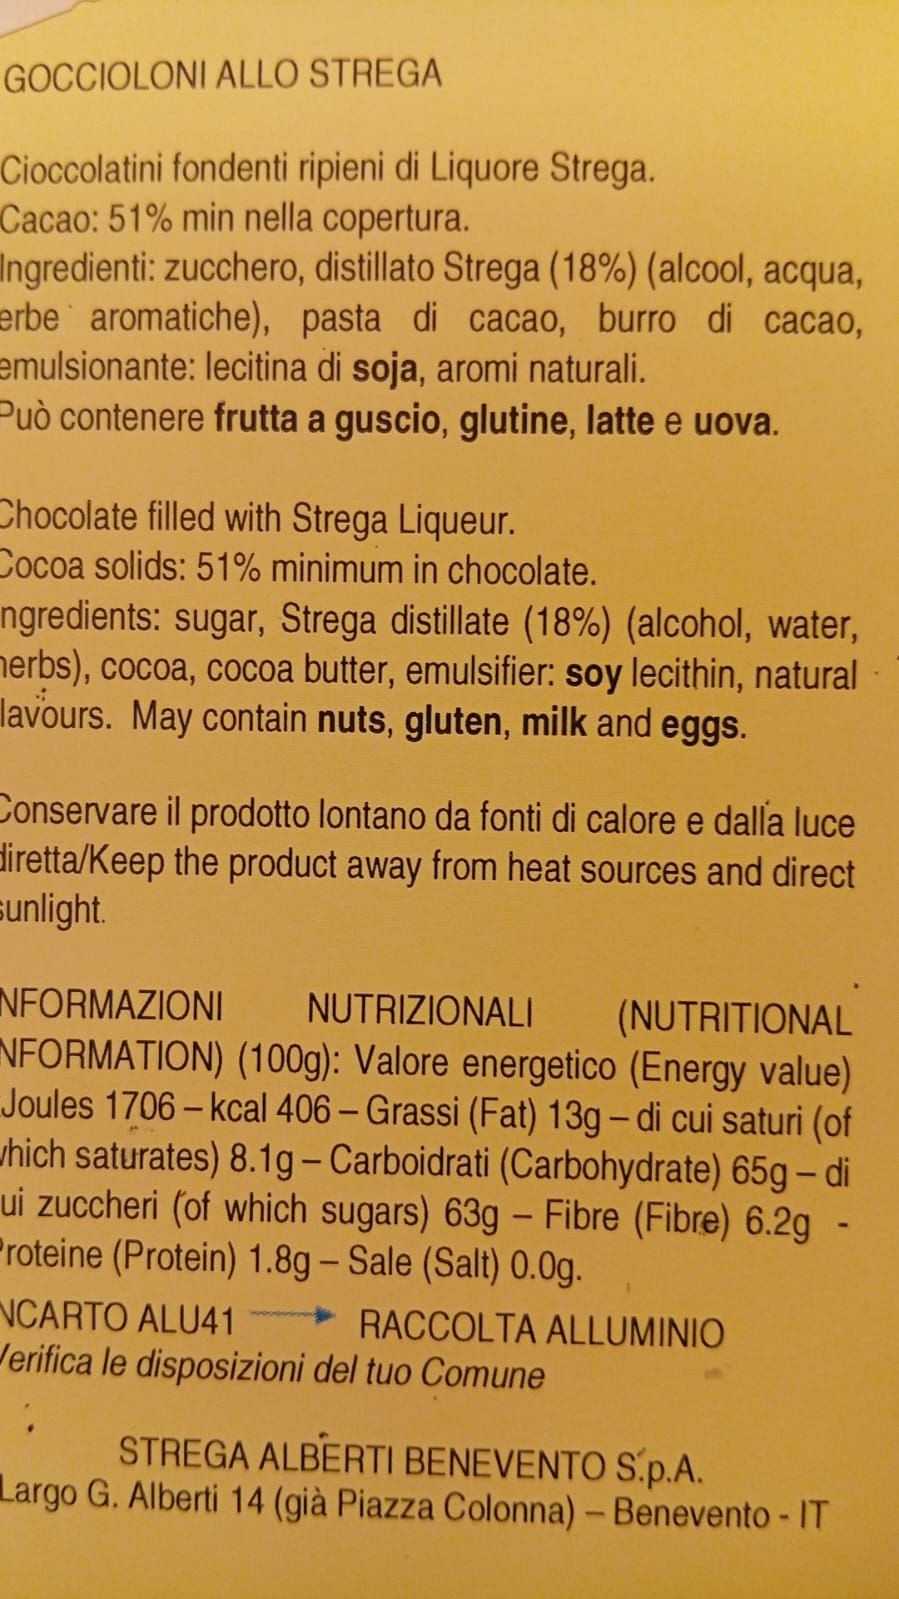 GOCCIOLONI ALLO STREGA
Cioccolatini fondenti ripieni di Liquore Strega.
Cacao: 51% min nella copertura.
Ingredienti: zucchero, distillato Strega (18%) (alcool, acqua,
erbe aromatiche), pasta di cacao, burro di cacao,
emulsionante: lecitina di soja, aromi naturali.
Può contenere frutta a guscio, glutine, latte e uova.
Chocolate filled with Strega Liqueur.
Cocoa solids: 51% minimum in chocolate.
ngredients: sugar, Strega distillate (18%) (alcohol, water,
herbs), cocoa, cocoa butter, emulsifier: soy lecithin, natural
lavours. May contain nuts, gluten, milk and eggs.
Conservare il prodotto lontano da fonti di calore e dalla luce
diretta/Keep the product away from heat sources and direct
sunlight.
NFORMAZIONI NUTRIZIONALI (NUTRITIONAL
NFORMATION) (100g): Valore energetico (Energy value)
Joules 1706 – kcal 406 – Grassi (Fat) 13g – di cui saturi (of
which saturates) 8.1g – Carboidrati (Carbohydrate) 65g – di
ui zuccheri (of which sugars) 63g – Fibre (Fibre) 6.2g -
Proteine (Protein) 1.8g – Sale (Salt) 0.0g.
NCARTO ALU41 RACCOLTA ALLUMINIO
Verifica le disposizioni del tuo Comune
STREGA ALBERTI BENEVENTO S.p.A.
Largo G. Alberti 14 (già Piazza Colonna) – Benevento - IT